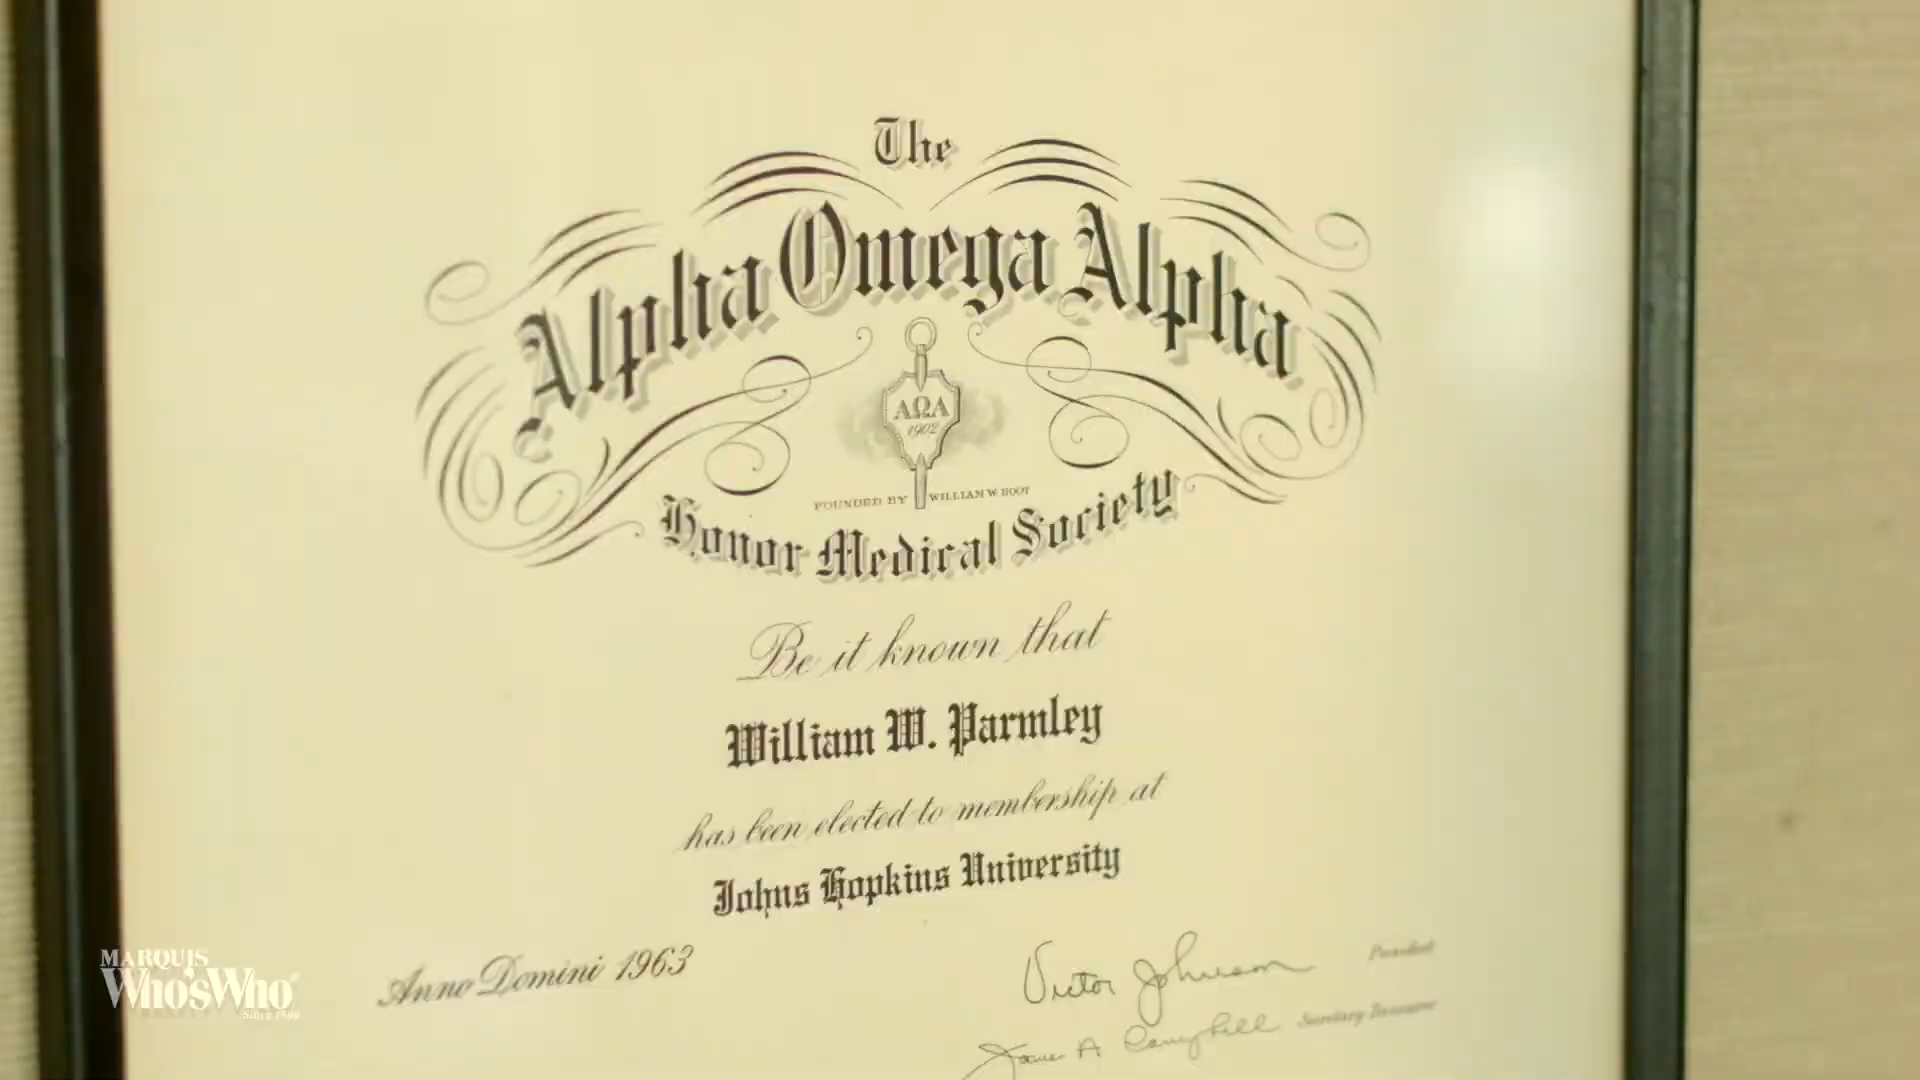 The
Alpha Omega Alpha
ΑΩΑ
1902
FOUNDED BY WILLIAM W. ROOT
Honor Medical Society
Be it known that
William W. Parmley
has been elected to membership at
Johns Hopkins University
Anno Domini 1963
Victor Johnson President
James A Campbell Secretary-Treasurer
MARQUIS
Who'sWho®
Since 1899